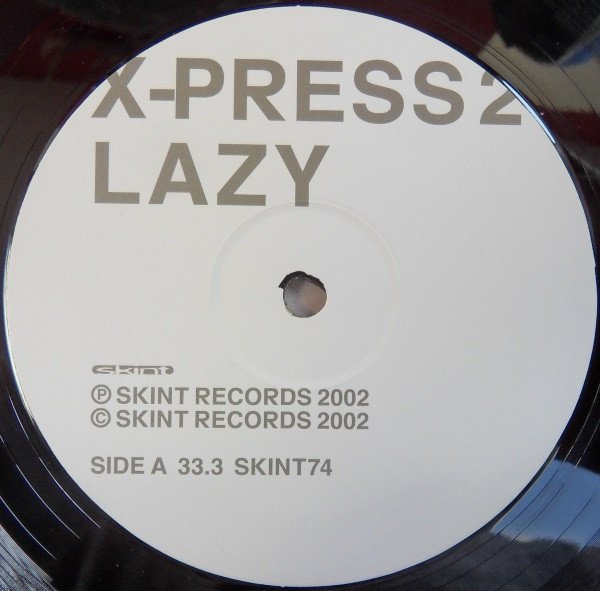 X-PRESS 2
LAZY
skint
Ⓟ SKINT RECORDS 2002
© SKINT RECORDS 2002
SIDE A 33.3 SKINT74